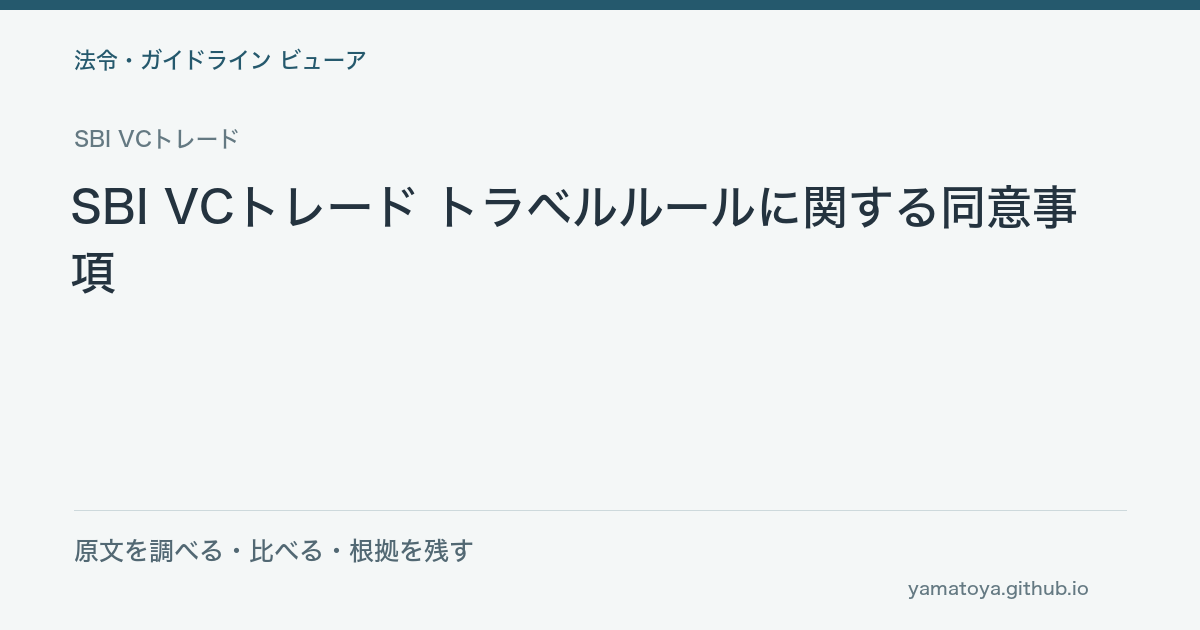 法令・ガイドライン ビューア
SBI VCトレード
SBI VCトレード トラベルルールに関する同意事
項
原文を調べる・比べる・根拠を残す
yamatoya.github.io